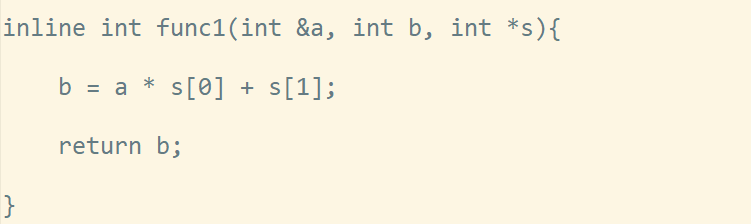 inline int func1(int &a, int b, int *s){
    b = a * s[0] + s[1];
    return b;
}